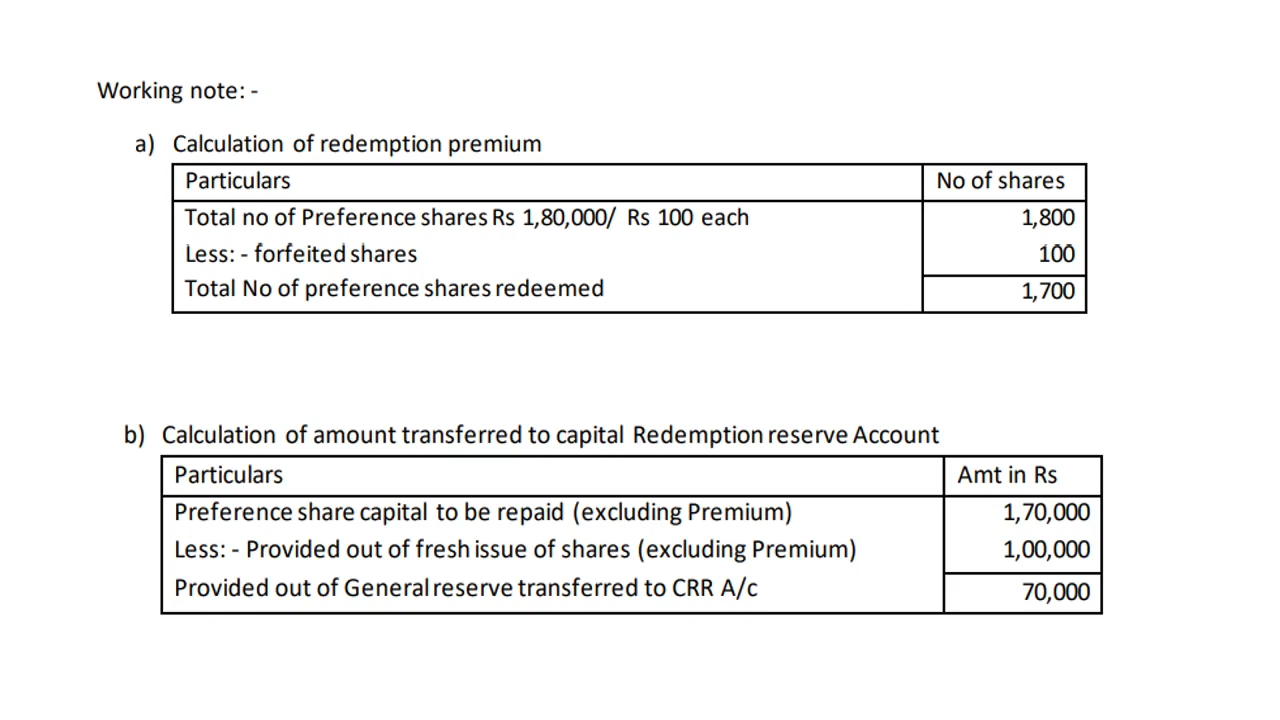 Working note: -
a) Calculation of redemption premium
Particulars No of shares
Total no of Preference shares Rs 1,80,000/ Rs 100 each 1,800
Less: - forfeited shares 100
Total No of preference shares redeemed 1,700
b) Calculation of amount transferred to capital Redemption reserve Account
Particulars Amt in Rs
Preference share capital to be repaid (excluding Premium) 1,70,000
Less: - Provided out of fresh issue of shares (excluding Premium) 1,00,000
Provided out of General reserve transferred to CRR A/c 70,000